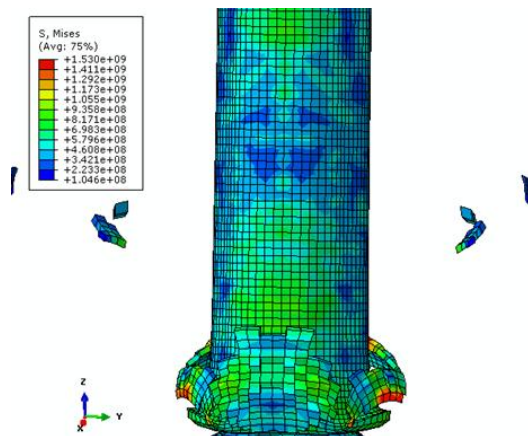 S, Mises
(Avg: 75%)
+1.530e+09
+1.411e+09
+1.292e+09
+1.173e+09
+1.055e+09
+9.358e+08
+8.171e+08
+6.983e+08
+5.796e+08
+4.608e+08
+3.421e+08
+2.233e+08
+1.046e+08
Z
Y
X